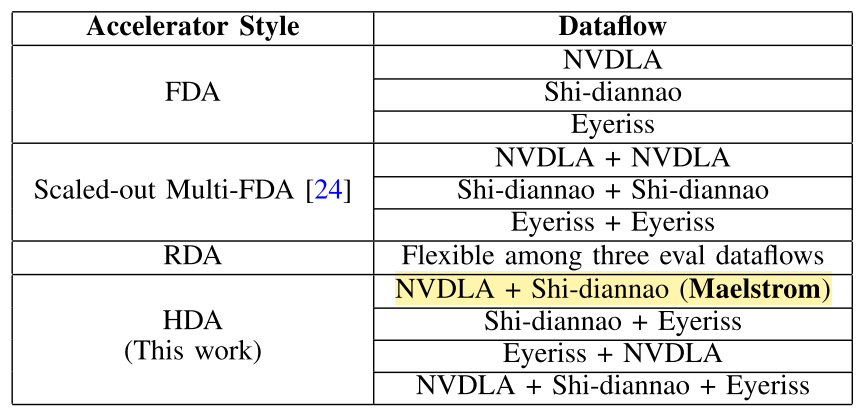 Accelerator Style Dataflow
FDA
NVDLA
Shi-diannao
Eyeriss
Scaled-out Multi-FDA [24]
NVDLA + NVDLA
Shi-diannao + Shi-diannao
Eyeriss + Eyeriss
RDA Flexible among three eval dataflows
HDA
(This work)
NVDLA + Shi-diannao (Maelstrom)
Shi-diannao + Eyeriss
Eyeriss + NVDLA
NVDLA + Shi-diannao + Eyeriss